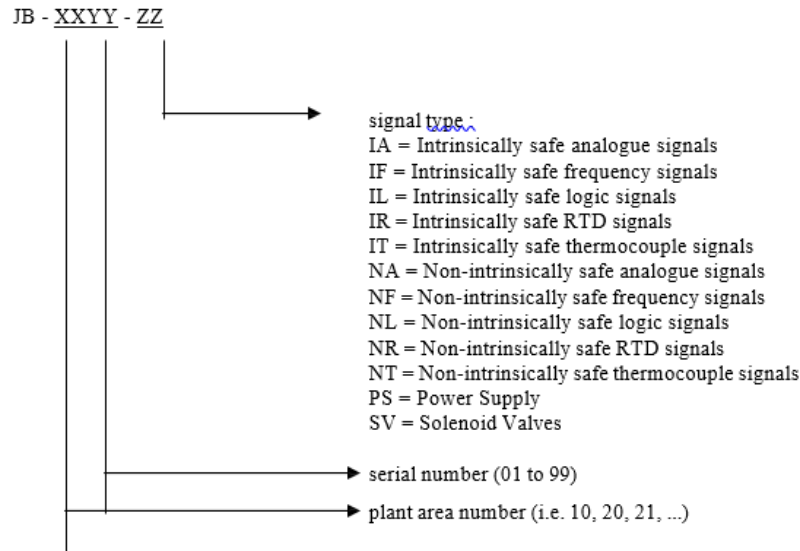 JB - XXYY - ZZ
signal type :
IA = Intrinsically safe analogue signals
IF = Intrinsically safe frequency signals
IL = Intrinsically safe logic signals
IR = Intrinsically safe RTD signals
IT = Intrinsically safe thermocouple signals
NA = Non-intrinsically safe analogue signals
NF = Non-intrinsically safe frequency signals
NL = Non-intrinsically safe logic signals
NR = Non-intrinsically safe RTD signals
NT = Non-intrinsically safe thermocouple signals
PS = Power Supply
SV = Solenoid Valves
serial number (01 to 99)
plant area number (i.e. 10, 20, 21, ...)